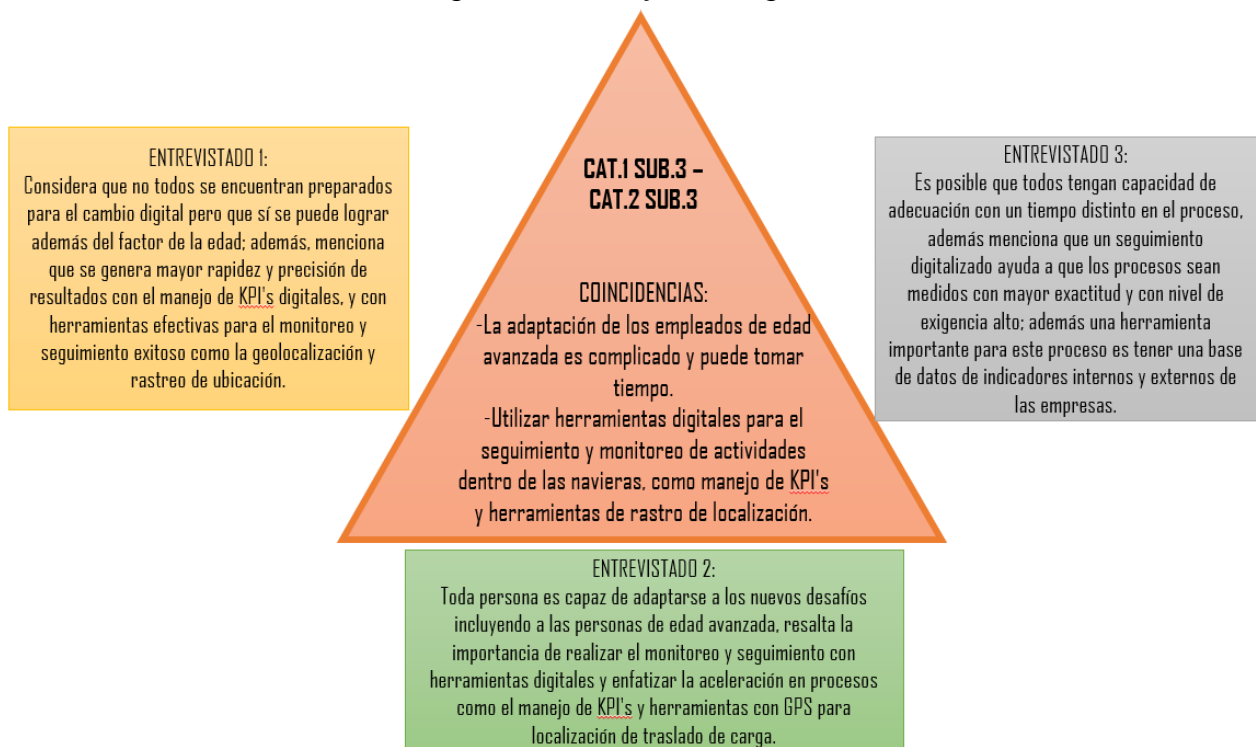 ENTREVISTADO 1:
Considera que no todos se encuentran preparados
para el cambio digital pero que sí se puede lograr
además del factor de la edad; además, menciona
que se genera mayor rapidez y precisión de
resultados con el manejo de KPI's digitales, y con
herramientas efectivas para el monitoreo y
seguimiento exitoso como la geolocalización y
rastreo de ubicación.
CAT.1 SUB.3 –
CAT.2 SUB.3
COINCIDENCIAS:
-La adaptación de los empleados de edad
avanzada es complicado y puede tomar
tiempo.
-Utilizar herramientas digitales para el
seguimiento y monitoreo de actividades
dentro de las navieras, como manejo de KPI's
y herramientas de rastro de localización.
ENTREVISTADO 3:
Es posible que todos tengan capacidad de
adecuación con un tiempo distinto en el proceso,
además menciona que un seguimiento
digitalizado ayuda a que los procesos sean
medidos con mayor exactitud y con nivel de
exigencia alto; además una herramienta
importante para este proceso es tener una base
de datos de indicadores internos y externos de
las empresas.
ENTREVISTADO 2:
Toda persona es capaz de adaptarse a los nuevos desafíos
incluyendo a las personas de edad avanzada, resalta la
importancia de realizar el monitoreo y seguimiento con
herramientas digitales y enfatizar la aceleración en procesos
como el manejo de KPI's y herramientas con GPS para
localización de traslado de carga.